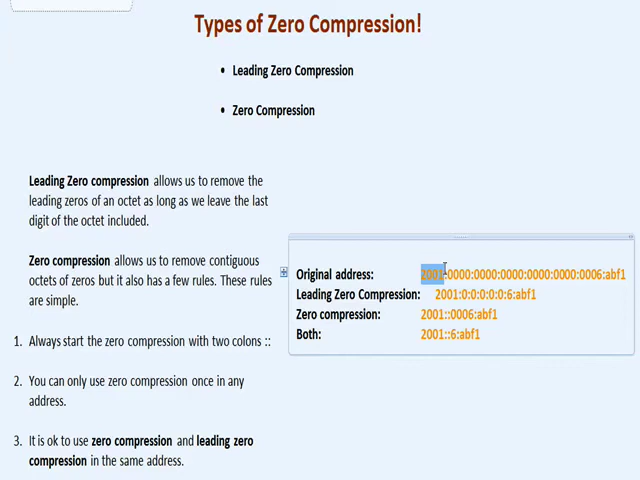 Types of Zero Compression!
• Leading Zero Compression
• Zero Compression
Leading Zero compression allows us to remove the
leading zeros of an octet as long as we leave the last
digit of the octet included.
Zero compression allows us to remove contiguous
octets of zeros but it also has a few rules. These rules
are simple.
1. Always start the zero compression with two colons ::
2. You can only use zero compression once in any
address.
3. It is ok to use zero compression and leading zero
compression in the same address.
Original address: 2001:0000:0000:0000:0000:0000:0006:abf1
Leading Zero Compression: 2001:0:0:0:0:0:6:abf1
Zero compression: 2001::0006:abf1
Both: 2001::6:abf1